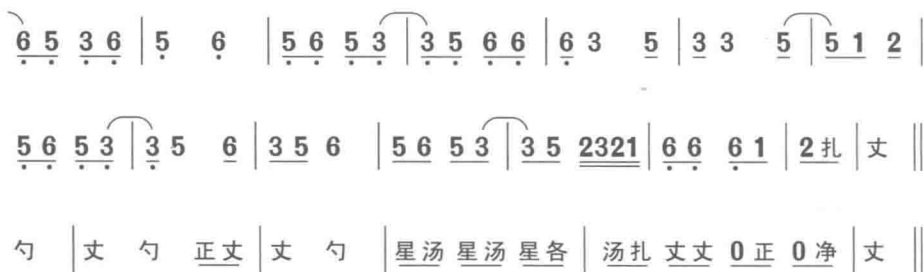 6 5 3 6 | 5 6 | 5 6 5 3 | 3 5 6 6 | 6 3 5 | 3 3 5 | 5 1 2 |
5 6 5 3 | 3 5 6 | 3 5 6 | 5 6 5 3 | 3 5 2321 | 6 6 6 1 | 2 扎 | 丈 ‖
勺 | 丈 勺 正丈 | 丈 勺 | 星汤 星汤 星各 | 汤扎 丈丈 0正 0净 | 丈 ‖